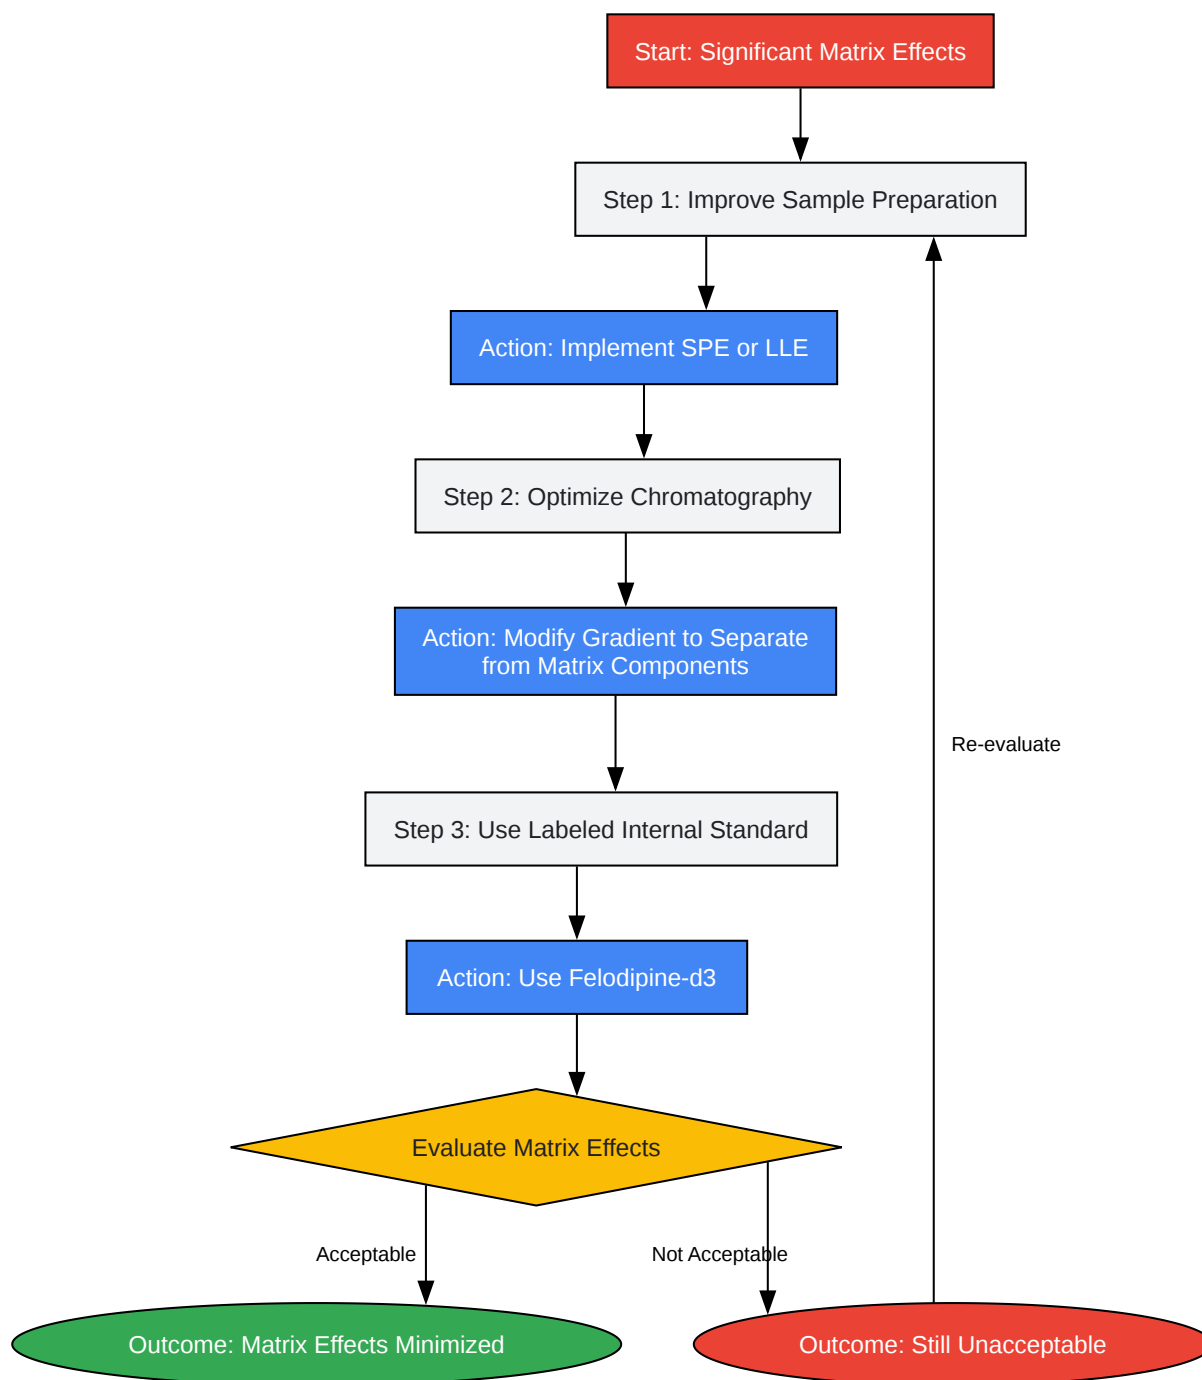 Start: Significant Matrix Effects
Step 1: Improve Sample Preparation
Action: Implement SPE or LLE
Step 2: Optimize Chromatography
Action: Modify Gradient to Separate
from Matrix Components
Re-evaluate
Step 3: Use Labeled Internal Standard
Action: Use Felodipine-d3
Evaluate Matrix Effects
Acceptable
Not Acceptable
Outcome: Matrix Effects Minimized
Outcome: Still Unacceptable